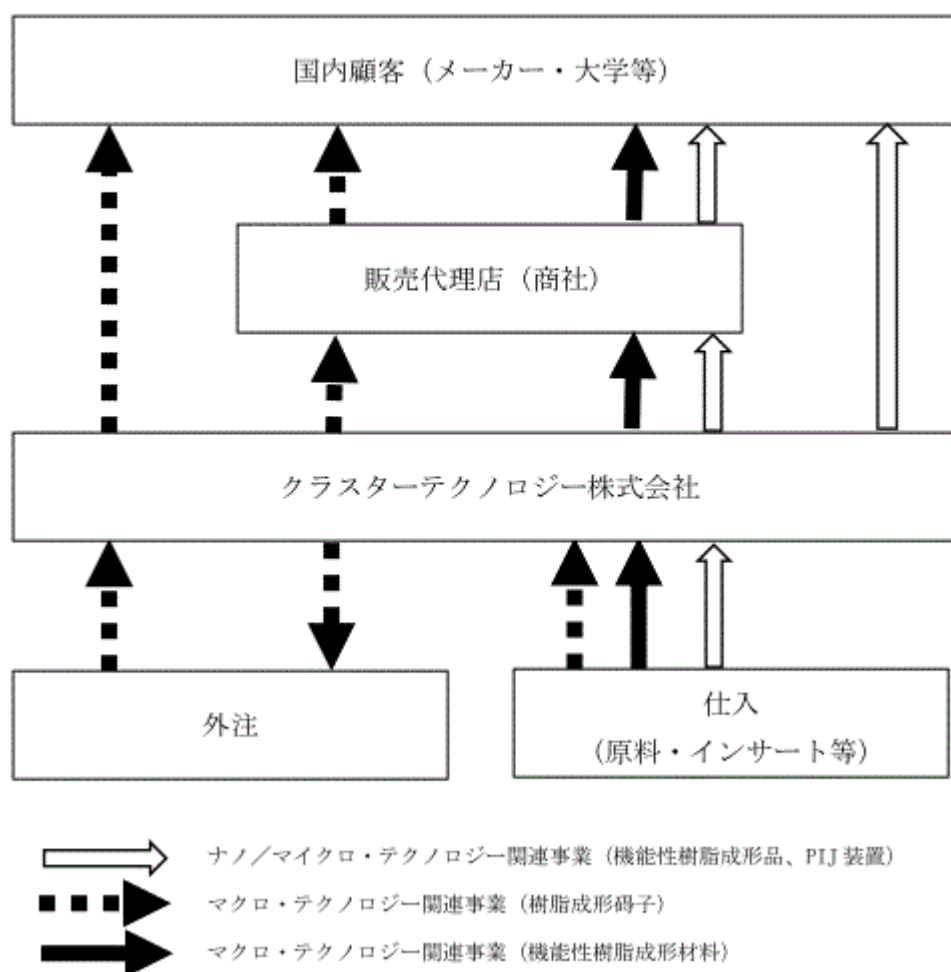 国内顧客（メーカー・大学等）
販売代理店（商社）
クラスターテクノロジー株式会社
外注
仕入
（原料・インサート等）
ナノ／マイクロ・テクノロジー関連事業（機能性樹脂成形品、PIJ装置）
マクロ・テクノロジー関連事業（樹脂成形碍子）
マクロ・テクノロジー関連事業（機能性樹脂成形材料）